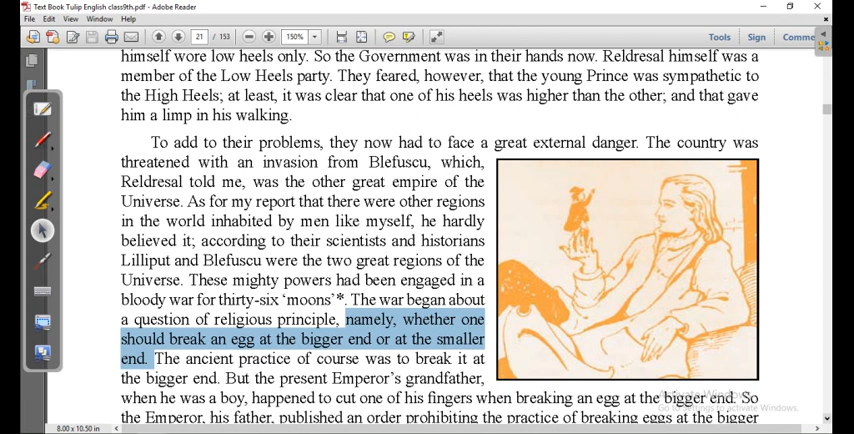 Text Book Tulip English class9th.pdf - Adobe Reader
File Edit View Window Help
21 / 153 150% Tools Sign Comme
himself wore low heels only. So the Government was in their hands now. Reldresal himself was a
member of the Low Heels party. They feared, however, that the young Prince was sympathetic to
the High Heels; at least, it was clear that one of his heels was higher than the other; and that gave
him a limp in his walking.
To add to their problems, they now had to face a great external danger. The country was
threatened with an invasion from Blefuscu, which,
Reldresal told me, was the other great empire of the
Universe. As for my report that there were other regions
in the world inhabited by men like myself, he hardly
believed it; according to their scientists and historians
Lilliput and Blefuscu were the two great regions of the
Universe. These mighty powers had been engaged in a
bloody war for thirty-six ‘moons’*. The war began about
a question of religious principle, namely, whether one
should break an egg at the bigger end or at the smaller
end. The ancient practice of course was to break it at
the bigger end. But the present Emperor’s grandfather,
when he was a boy, happened to cut one of his fingers when breaking an egg at the bigger end. So
the Emperor, his father, published an order prohibiting the practice of breaking eggs at the bigger
Activate Windows
Go to Settings to activate Windows.
8.00 x 10.50 in